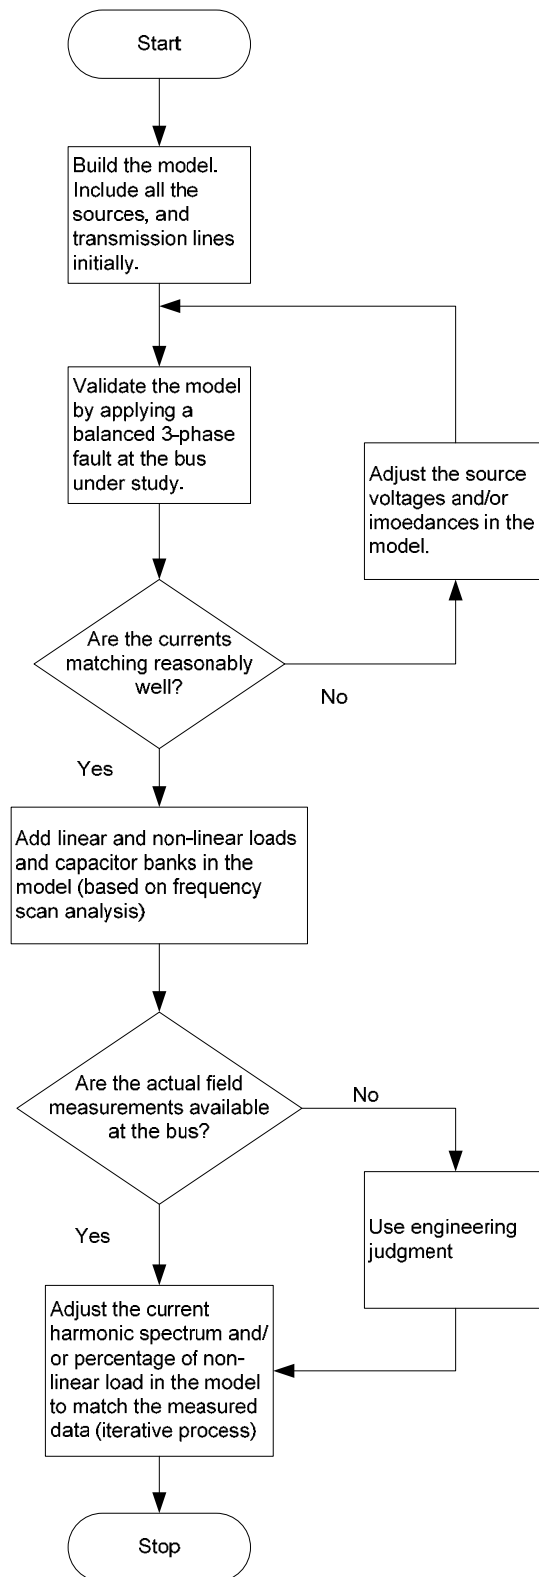 Start
Build the model.
Include all the
sources, and
transmission lines
initially.
Validate the model
by applying a
balanced 3-phase
fault at the bus
under study.
Adjust the source
voltages and/or
imoedances in the
model.
Are the currents
matching reasonably
well?
No
Yes
Add linear and non-linear loads
and capacitor banks in the
model (based on frequency
scan analysis)
Are the actual field
measurements available
at the bus?
No
Yes
Use engineering
judgment
Adjust the current
harmonic spectrum and/
or percentage of non-
linear load in the model
to match the measured
data (iterative process)
Stop